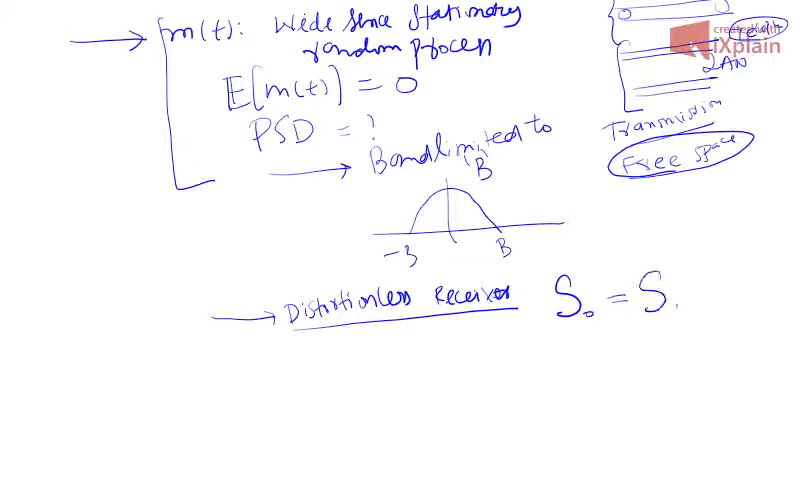 m(t): Wide sense stationary
random process
E[m(t)] = 0
PSD = ?
Bandlimited to
B
-B
B
Distortionless Receiver
S₀ = S
created with
iXplain
LAN
Transmission
Free space